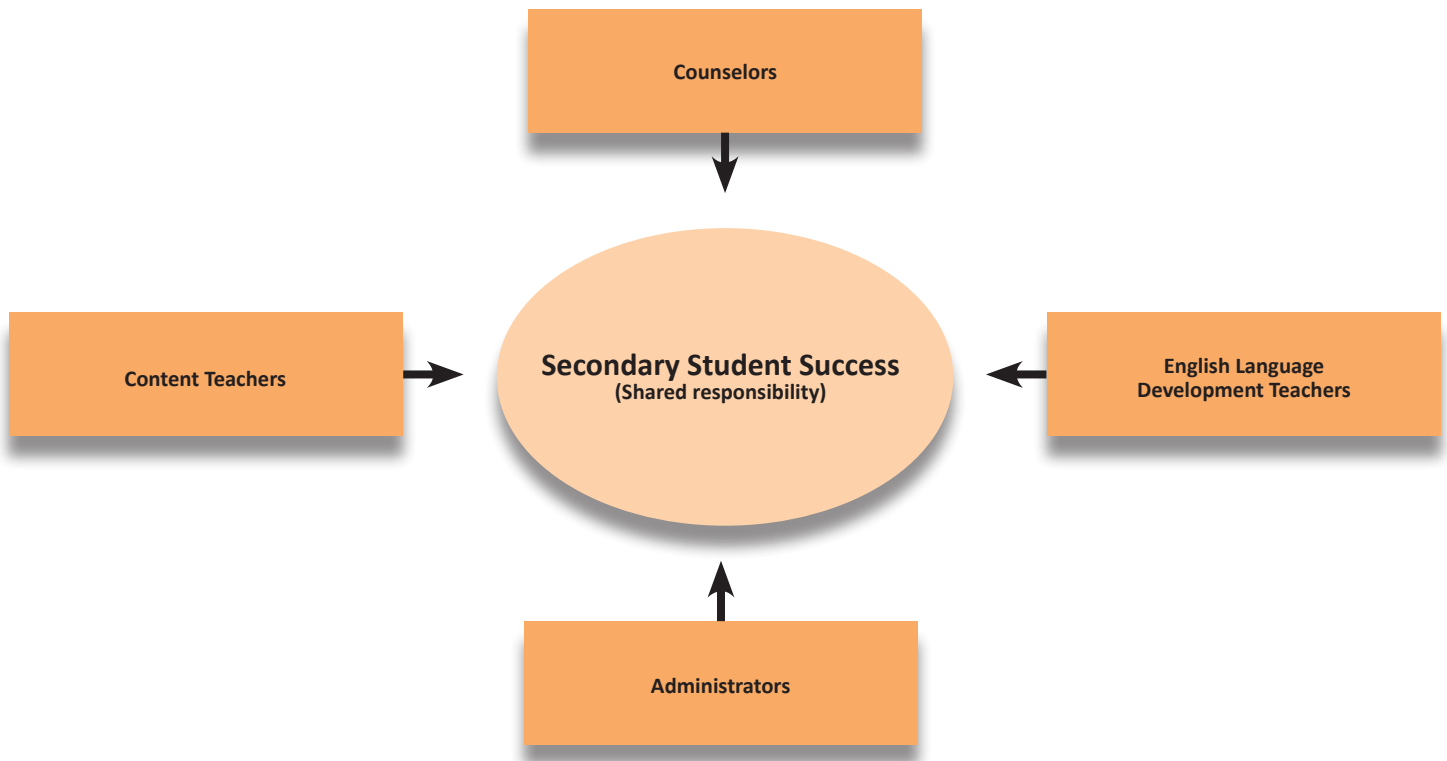 Counselors
Content Teachers
Secondary Student Success
(Shared responsibility)
English Language
Development Teachers
Administrators